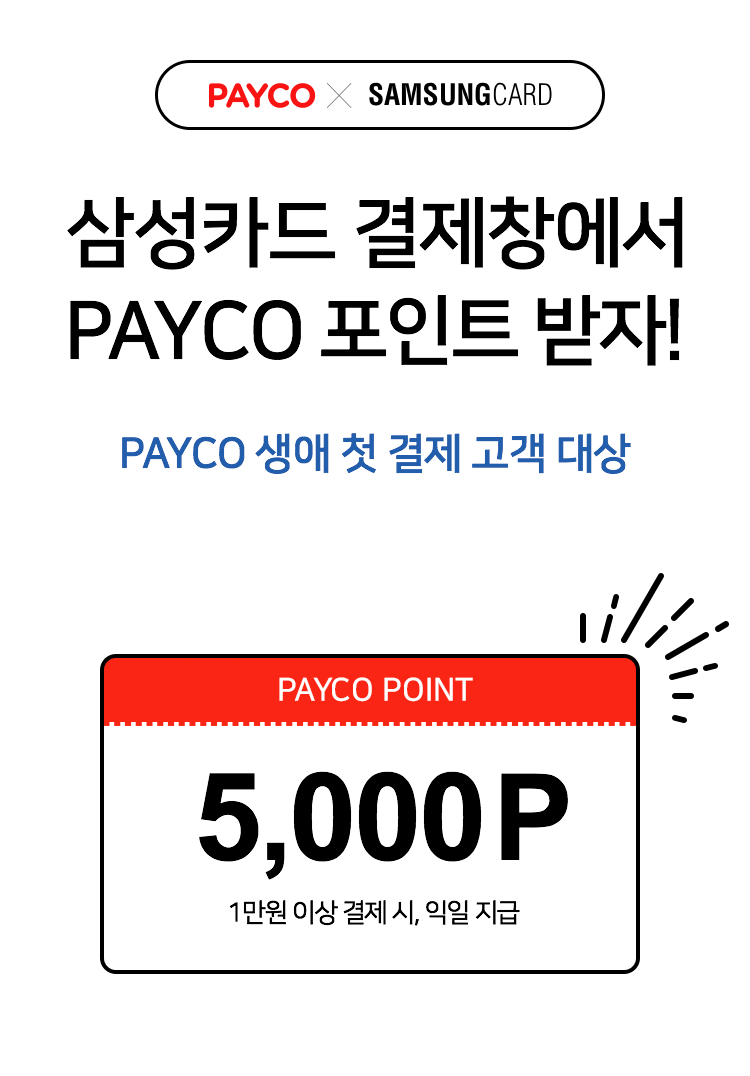 PAYCO × SAMSUNGCARD
삼성카드 결제창에서
PAYCO 포인트 받자!
PAYCO 생애 첫 결제 고객 대상
PAYCO POINT
5,000P
1만원 이상 결제 시, 익일 지급